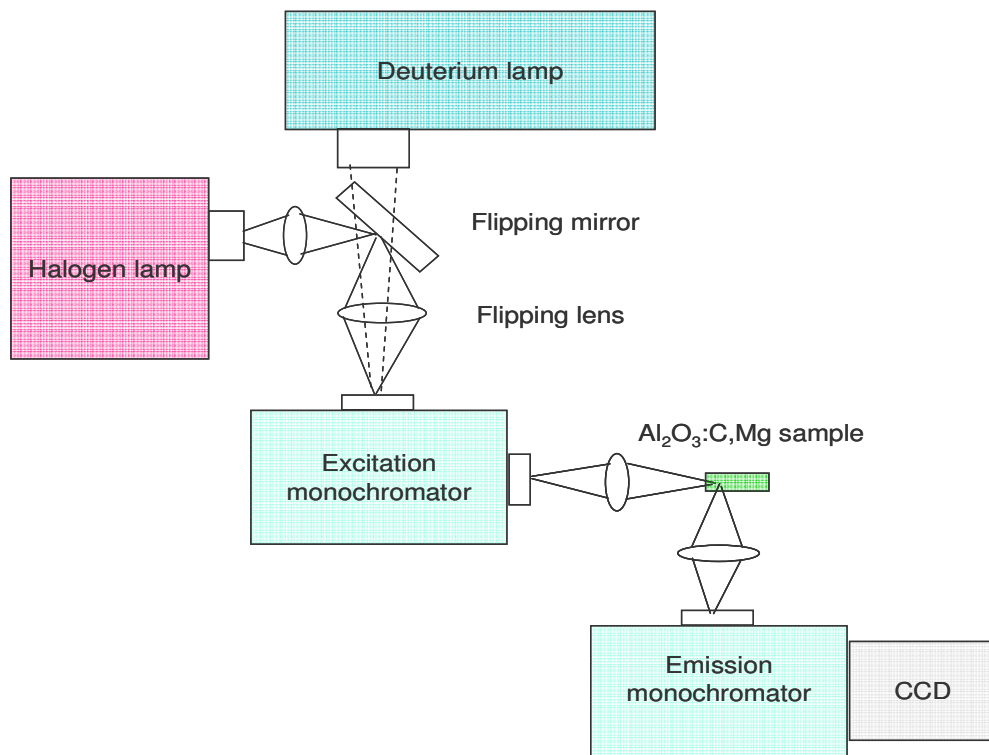 Deuterium lamp
Flipping mirror
Halogen lamp
Flipping lens
Al₂O₃:C,Mg sample
Excitation
monochromator
Emission
monochromator
CCD